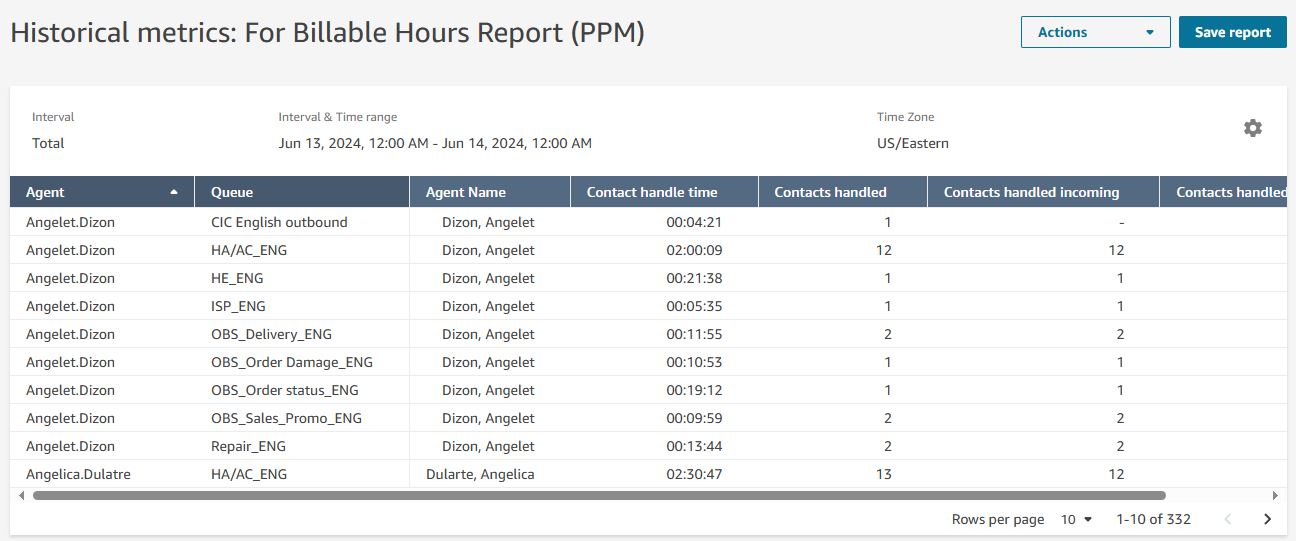 Historical metrics: For Billable Hours Report (PPM)
Actions
Save report
Interval
Interval & Time range
Time Zone
Total
Jun 13, 2024, 12:00 AM - Jun 14, 2024, 12:00 AM
US/Eastern
Agent Queue Agent Name Contact handle time Contacts handled Contacts handled incoming Contacts handled
Angelet.Dizon CIC English outbound Dizon, Angelet 00:04:21 1 -
Angelet.Dizon HA/AC_ENG Dizon, Angelet 02:00:09 12 12
Angelet.Dizon HE_ENG Dizon, Angelet 00:21:38 1 1
Angelet.Dizon ISP_ENG Dizon, Angelet 00:05:35 1 1
Angelet.Dizon OBS_Delivery_ENG Dizon, Angelet 00:11:55 2 2
Angelet.Dizon OBS_Order Damage_ENG Dizon, Angelet 00:10:53 1 1
Angelet.Dizon OBS_Order status_ENG Dizon, Angelet 00:19:12 1 1
Angelet.Dizon OBS_Sales_Promo_ENG Dizon, Angelet 00:09:59 2 2
Angelet.Dizon Repair_ENG Dizon, Angelet 00:13:44 2 2
Angelica.Dulatre HA/AC_ENG Dularte, Angelica 02:30:47 13 12
Rows per page 10 1-10 of 332